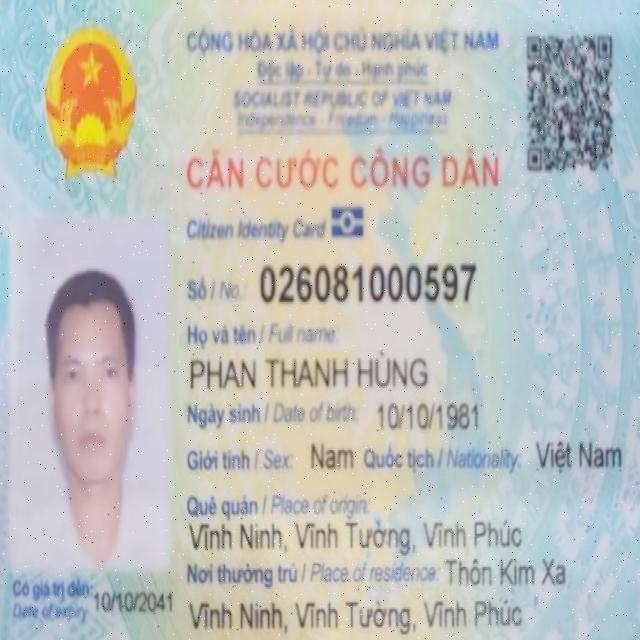 CỘNG HÒA XÃ HỘI CHỦ NGHĨA VIỆT NAM
Độc lập - Tự do - Hạnh phúc
SOCIALIST REPUBLIC OF VIET NAM
Independence - Freedom - Happiness
CĂN CƯỚC CÔNG DÂN
Citizen Identity Card
Số / No.: 026081000597
Họ và tên / Full name:
PHAN THANH HÙNG
Ngày sinh / Date of birth: 10/10/1981
Giới tính / Sex: Nam Quốc tịch / Nationality: Việt Nam
Quê quán / Place of origin:
Vĩnh Ninh, Vĩnh Tường, Vĩnh Phúc
Nơi thường trú / Place of residence: Thôn Kim Xa
Vĩnh Ninh, Vĩnh Tường, Vĩnh Phúc
Có giá trị đến: 10/10/2041
Date of expiry